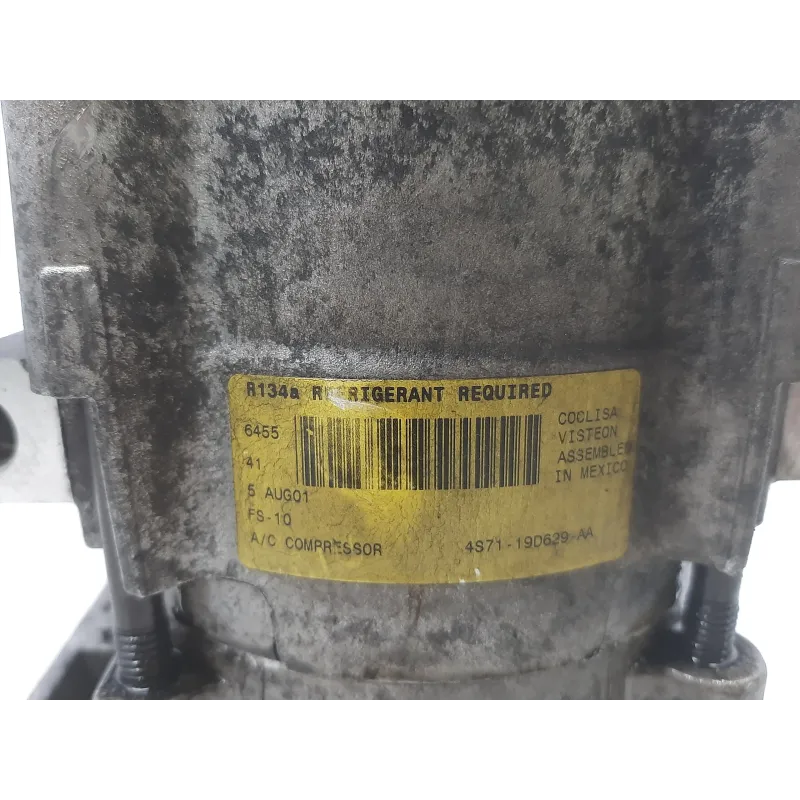 R134a REFRIGERANT REQUIRED
6455
COCLISA
VISTEON
ASSEMBLED
IN MEXICO
41
5 AUG01
FS-10
A/C COMPRESSOR 4S71-19D629-AA